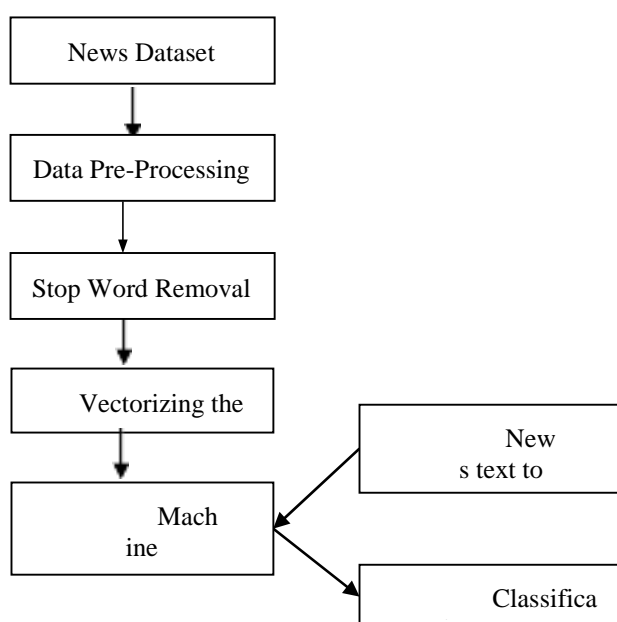 News Dataset
Data Pre-Processing
Stop Word Removal
Vectorizing the
New
s text to
Mach
ine
Classifica